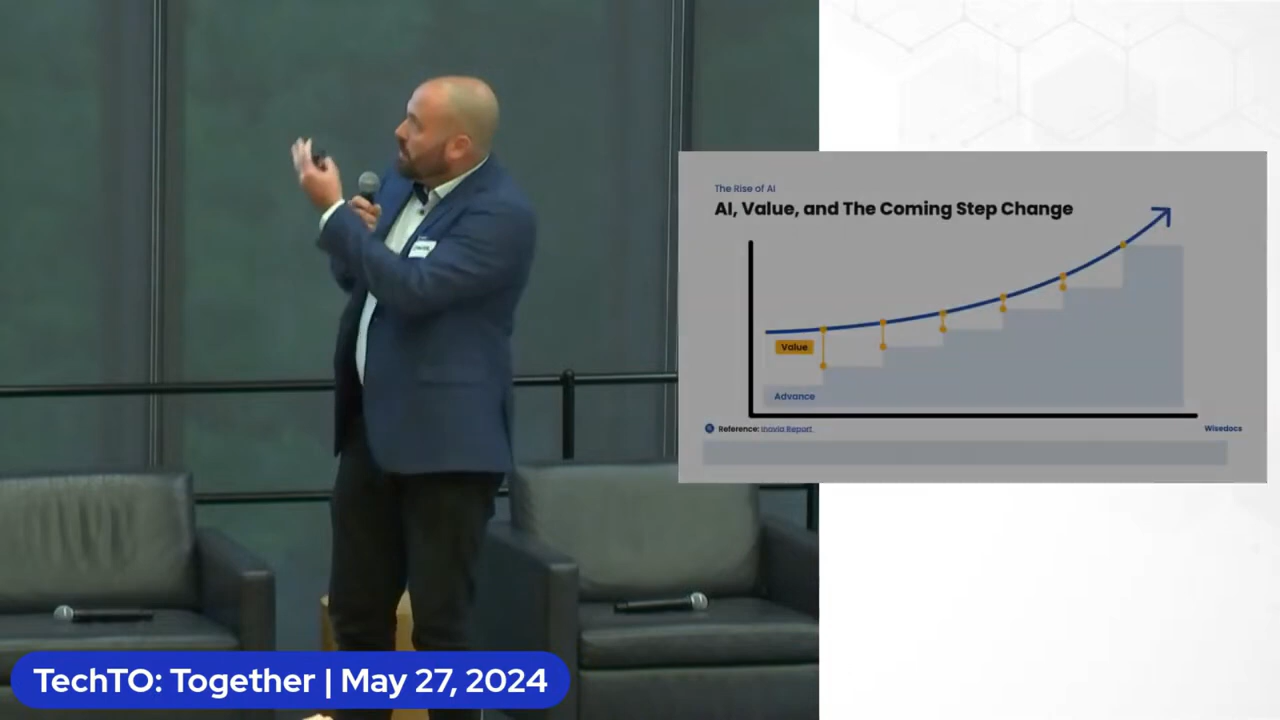 The Rise of AI
AI, Value, and The Coming Step Change
Value
Advance
Reference: Inovia Report
Wisedocs
TechTO: Together | May 27, 2024